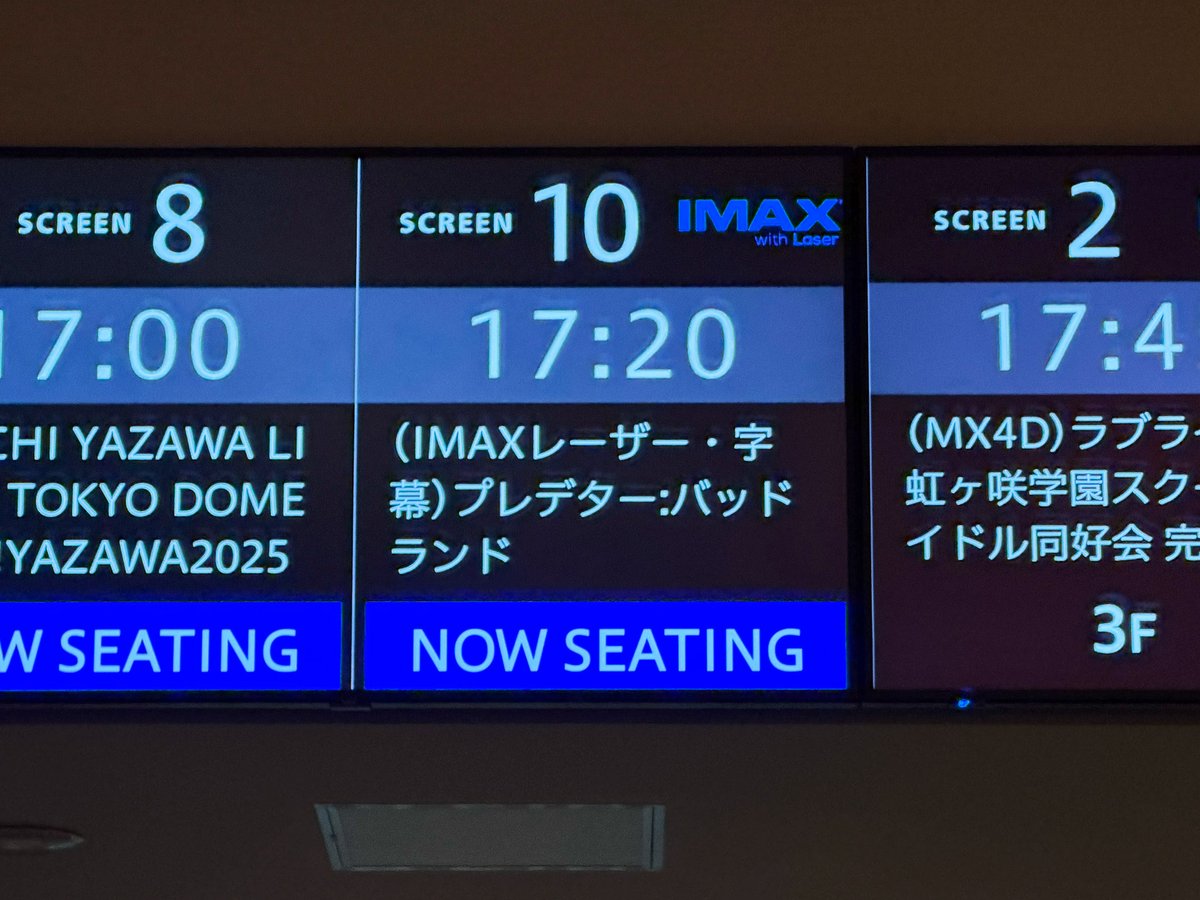 SCREEN 8
17:00
CHI YAZAWA LI
TOKYO DOME
!YAZAWA2025
W SEATING
SCREEN 10 IMAX
with Laser
17:20
(IMAXレーザー・字
幕)プレデター:バッド
ランド
NOW SEATING
SCREEN 2
17:4
(MX4D)ラブライ
虹ヶ咲学園スクー
イドル同好会 完
3F